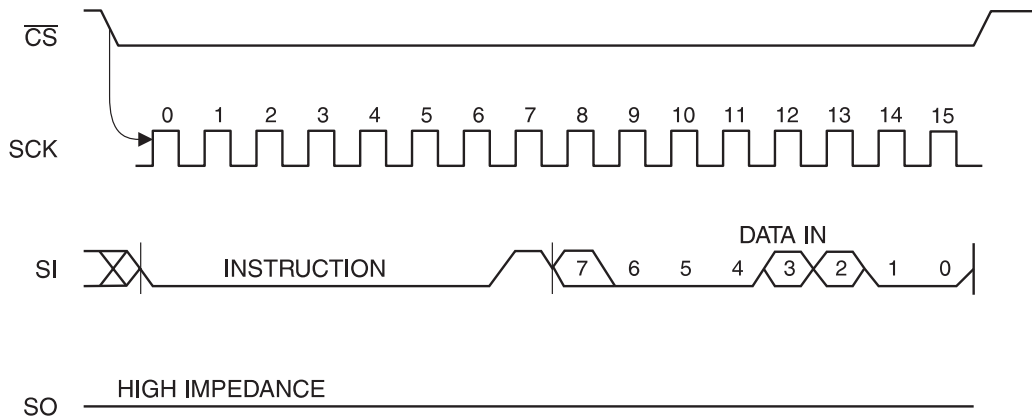 CS
0 1 2 3 4 5 6 7 8 9 10 11 12 13 14 15
SCK
DATA IN
SI INSTRUCTION 7 6 5 4 3 2 1 0
HIGH IMPEDANCE
SO